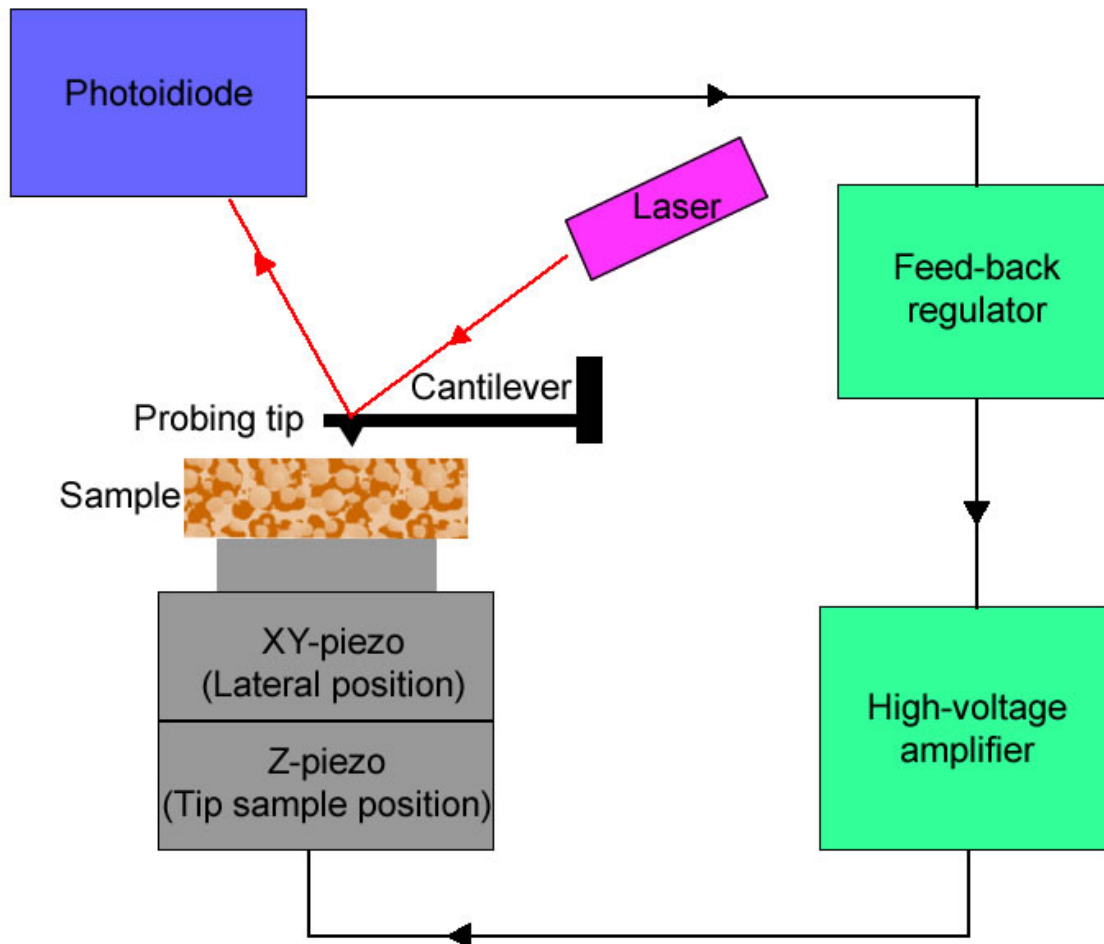 Photoidiode
Laser
Feed-back
regulator
Cantilever
Probing tip
Sample
XY-piezo
(Lateral position)
High-voltage
amplifier
Z-piezo
(Tip sample position)